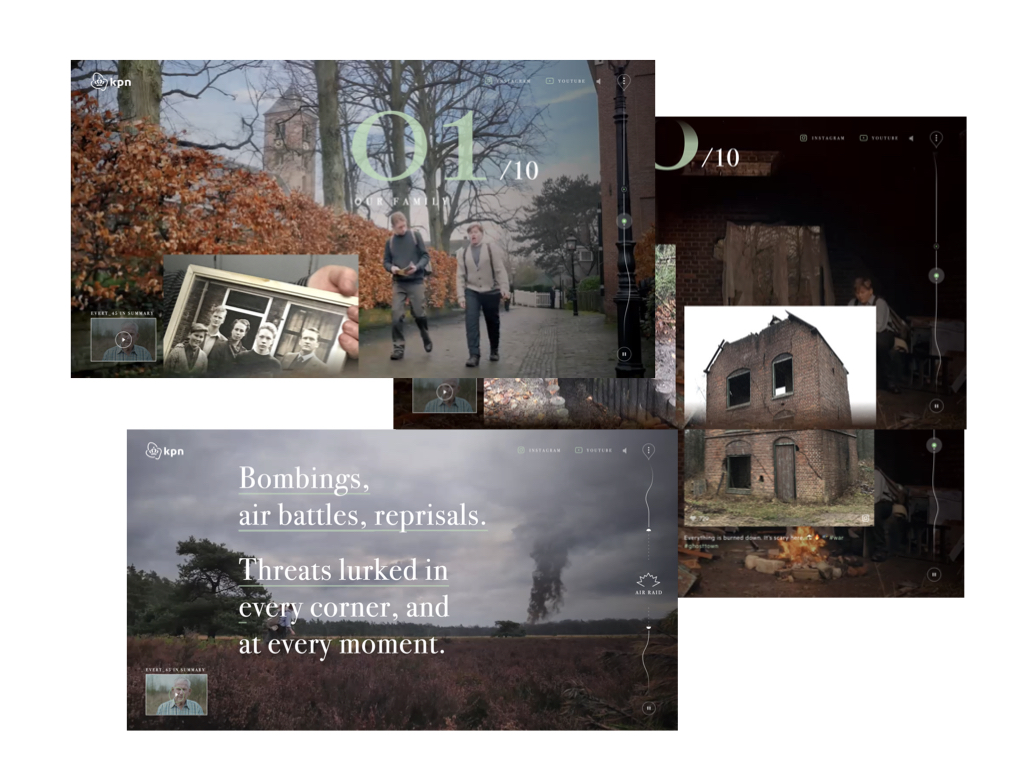 kpn
INSTAGRAM
YOUTUBE
01/10
OUR FAMILY
EVERY_45 IN SUMMARY
INSTAGRAM
YOUTUBE
/10
Everything is burned down. It's scary here
#war
#ghosttown
kpn
INSTAGRAM
YOUTUBE
Bombings,
air battles, reprisals.
Threats lurked in
every corner, and
at every moment.
AIR RAID
EVERY_45 IN SUMMARY